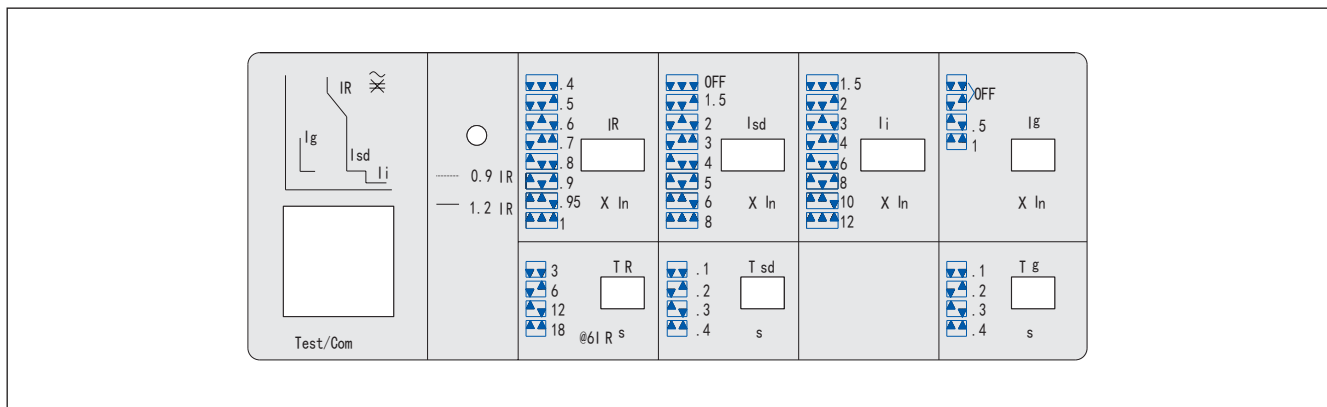 IR
Ig
Isd
Ii
Test/Com
0.9 IR
1.2 IR
.4
.5
.6
.7
.8
.9
.95
1
IR
X In
OFF
1.5
2
3
4
5
6
8
Isd
X In
1.5
2
3
4
6
8
10
12
Ii
X In
OFF
.5
1
Ig
X In
3
6
12
18
TR
@6IR s
.1
.2
.3
.4
Tsd
s
.1
.2
.3
.4
Tg
s